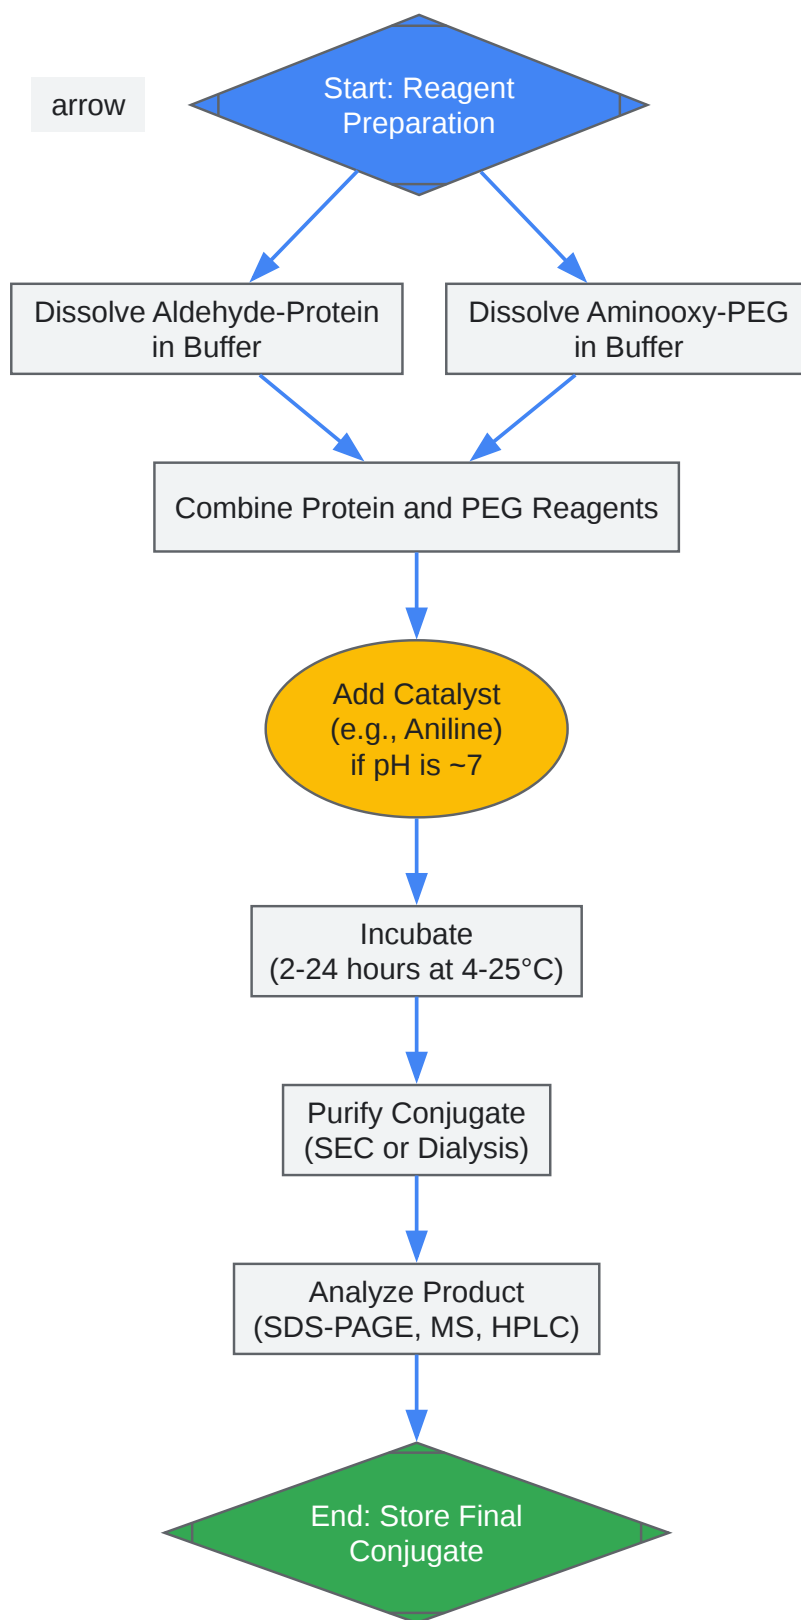 arrow
Start: Reagent
Preparation
Dissolve Aldehyde-Protein
in Buffer
Dissolve Aminooxy-PEG
in Buffer
Combine Protein and PEG Reagents
Add Catalyst
(e.g., Aniline)
if pH is ~7
Incubate
(2-24 hours at 4-25°C)
Purify Conjugate
(SEC or Dialysis)
Analyze Product
(SDS-PAGE, MS, HPLC)
End: Store Final
Conjugate